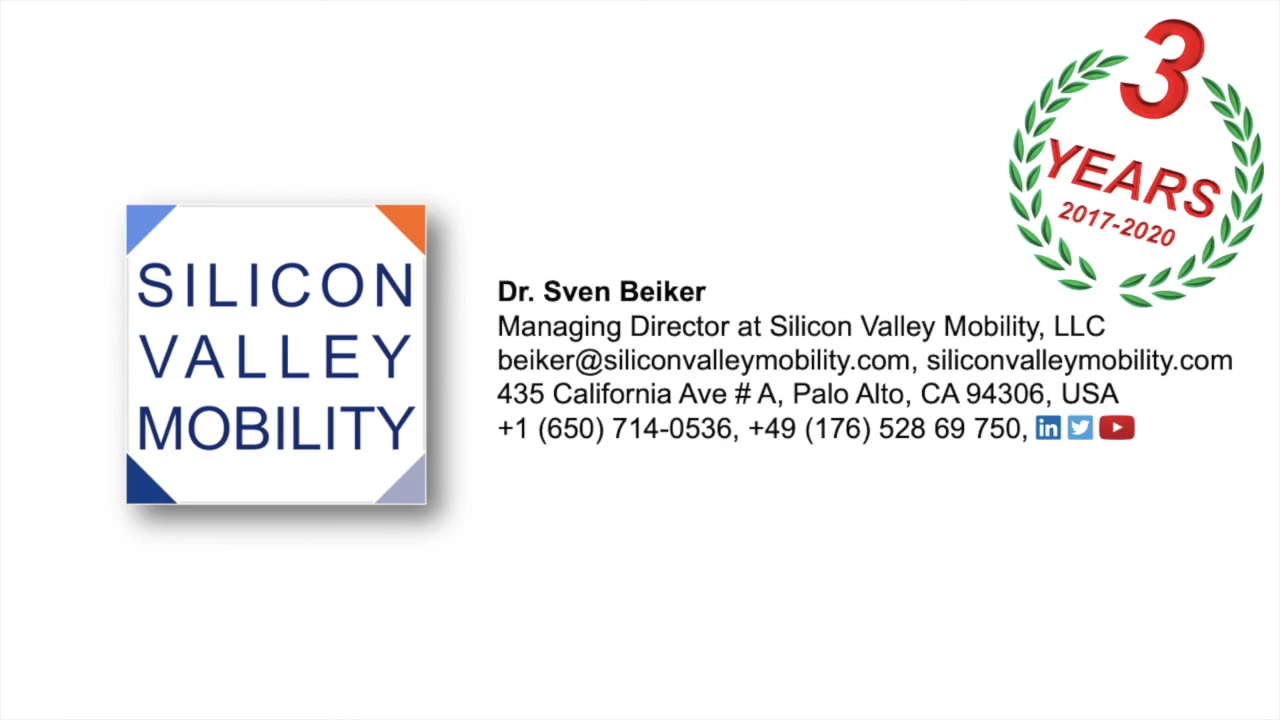 3
YEARS
2017-2020
SILICON
VALLEY
MOBILITY
Dr. Sven Beiker
Managing Director at Silicon Valley Mobility, LLC
beiker@siliconvalleymobility.com, siliconvalleymobility.com
435 California Ave # A, Palo Alto, CA 94306, USA
+1 (650) 714-0536, +49 (176) 528 69 750, in